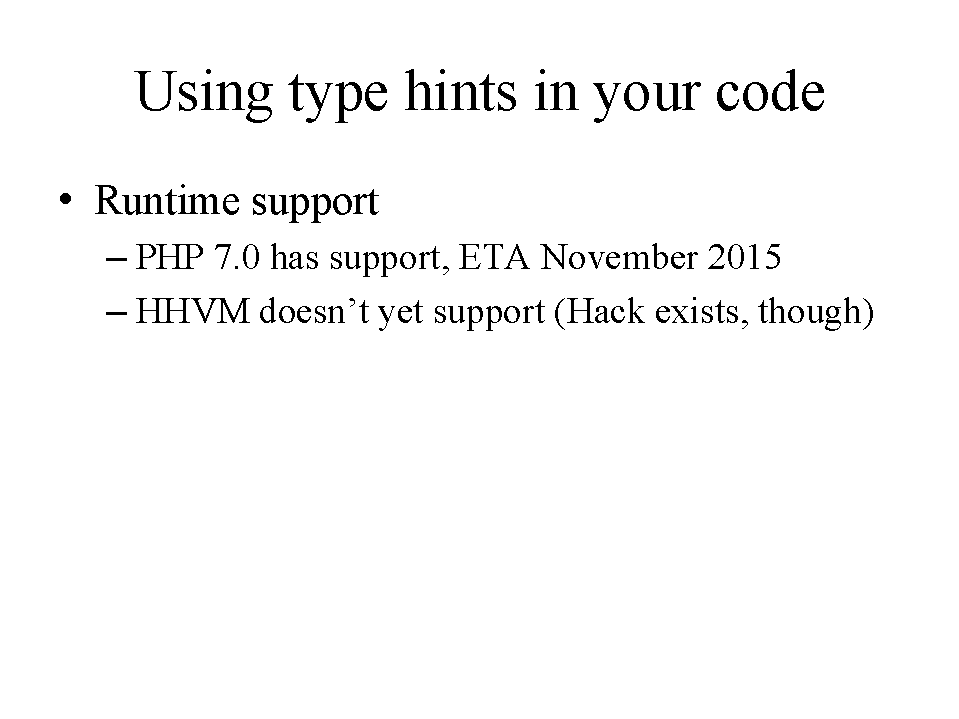 Using type hints in your code
• Runtime support
– PHP 7.0 has support, ETA November 2015
– HHVM doesn’t yet support (Hack exists, though)